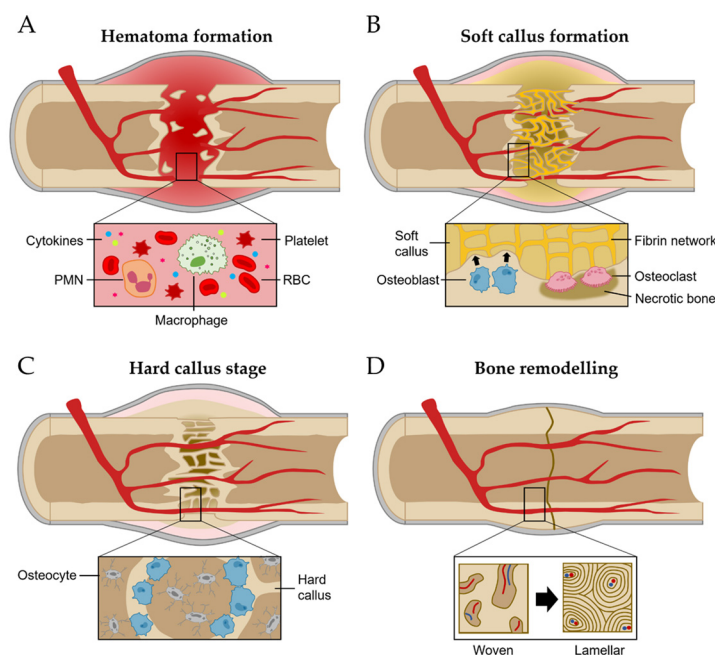 A
Hematoma formation
Cytokines
Platelet
PMN
RBC
Macrophage
B
Soft callus formation
Soft
callus
Fibrin network
Osteoblast
Osteoclast
Necrotic bone
C
Hard callus stage
Osteocyte
Hard
callus
D
Bone remodelling
Woven
Lamellar